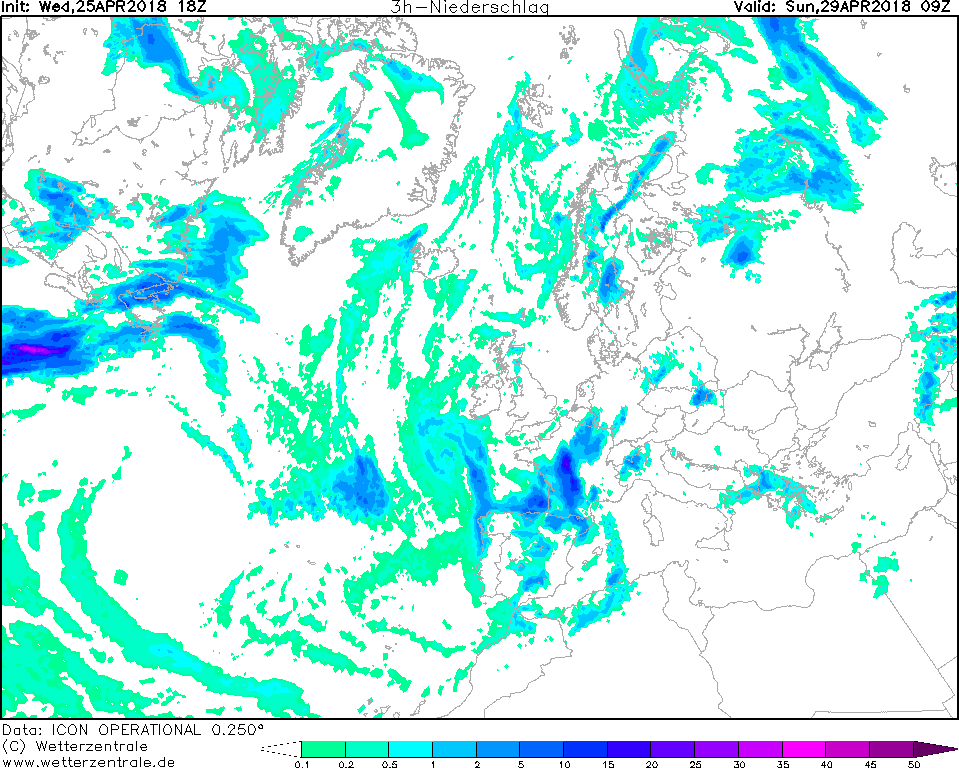 Init: Wed,25APR2018 18Z 3h-Niederschlag Valid: Sun,29APR2018 09Z
Data: ICON OPERATIONAL 0.250°
(C) Wetterzentrale
www.wetterzentrale.de
0.1 0.2 0.5 1 2 5 10 15 20 25 30 35 40 45 50